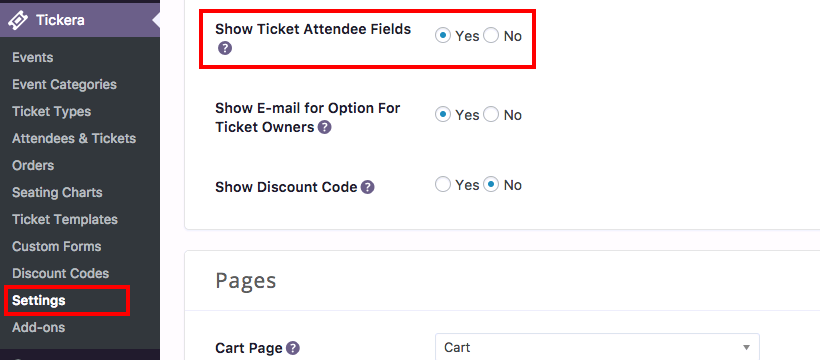 Tickera
Events
Event Categories
Ticket Types
Attendees & Tickets
Orders
Seating Charts
Ticket Templates
Custom Forms
Discount Codes
Settings
Add-ons
Show Ticket Attendee Fields
?
Yes No
Show E-mail for Option For
Ticket Owners ?
Yes No
Show Discount Code ?
Yes No
Pages
Cart Page ?
Cart